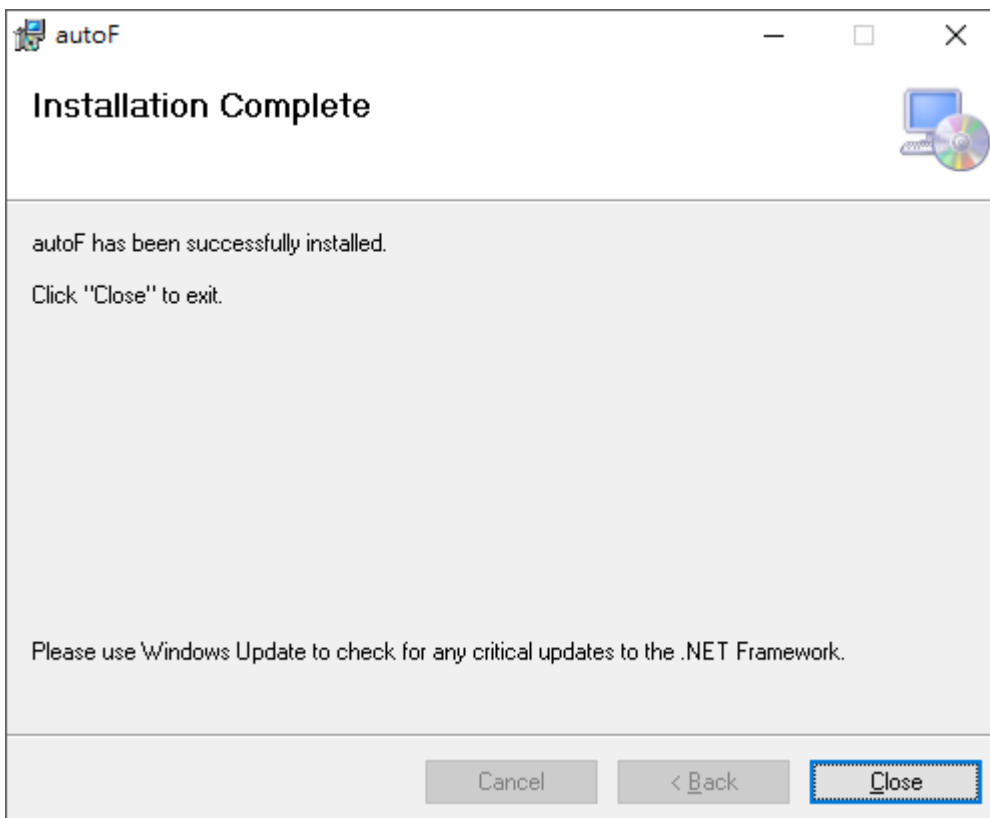 autoF
Installation Complete
autoF has been successfully installed.
Click "Close" to exit.
Please use Windows Update to check for any critical updates to the .NET Framework.
Cancel
< Back
Close